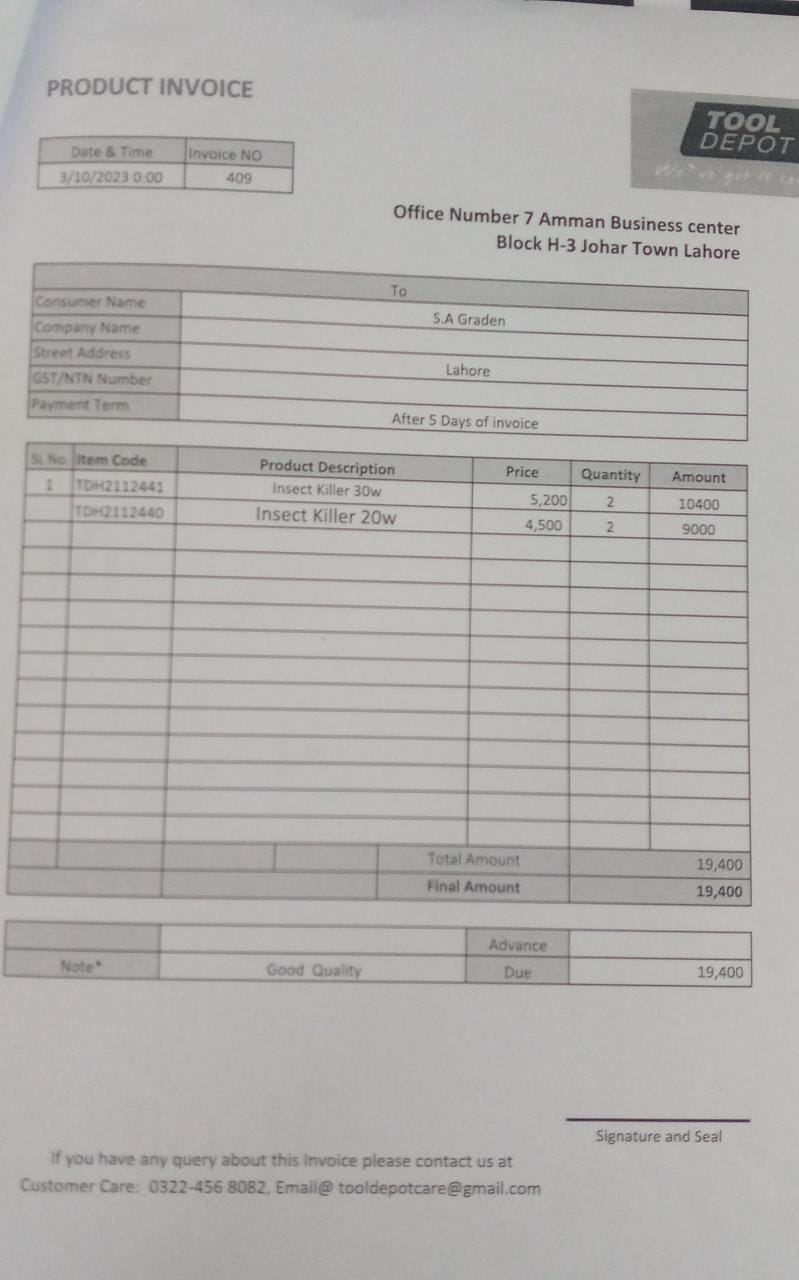 PRODUCT INVOICE
TOOL
DEPOT
We've got it
Date & Time Invoice NO
3/10/2023 0:00 409
Office Number 7 Amman Business center
Block H-3 Johar Town Lahore
To
Consumer Name S.A Graden
Company Name
Street Address Lahore
GST/NTN Number
Payment Term After 5 Days of invoice
SL No Item Code Product Description Price Quantity Amount
1 TDH2112441 Insect Killer 30w 5,200 2 10400
TDH2112440 Insect Killer 20w 4,500 2 9000
Total Amount 19,400
Final Amount 19,400
Advance
Note* Good Quality Due 19,400
Signature and Seal
If you have any query about this Invoice please contact us at
Customer Care: 0322-456 8082, Email@ tooldepotcare@gmail.com